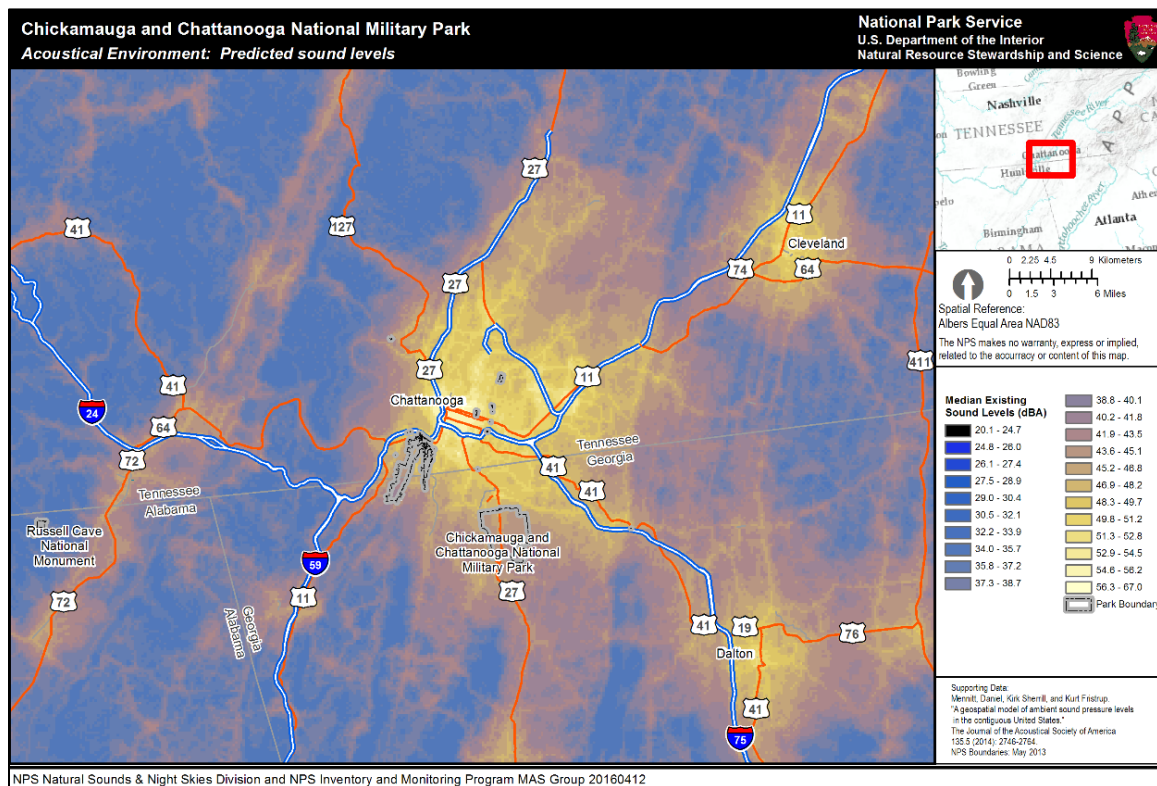 Chickamauga and Chattanooga National Military Park
Acoustical Environment: Predicted sound levels
National Park Service
U.S. Department of the Interior
Natural Resource Stewardship and Science
27
41
127
11
Cleveland
74
64
27
411
41
27
11
Chattanooga
24
64
72
Tennessee
Georgia
41
41
Tennessee
Alabama
Russell Cave
National
Monument
Chickamauga and
Chattanooga National
Military Park
59
11
72
27
Georgia
Alabama
41
19
76
Dalton
41
75
Bowling
Green
Nashville
TENNESSEE
Tennessee River
Chattanooga
Huntsville
Chattahoochee River
Atlanta
Birmingham
0 2.25 4.5 9 Kilometers
0 1.5 3 6 Miles
Spatial Reference:
Albers Equal Area NAD83
The NPS makes no warranty, express or implied,
related to the accurracy or content of this map.
Median Existing
Sound Levels (dBA)
20.1 - 24.7
24.8 - 26.0
26.1 - 27.4
27.5 - 28.9
29.0 - 30.4
30.5 - 32.1
32.2 - 33.9
34.0 - 35.7
35.8 - 37.2
37.3 - 38.7
38.8 - 40.1
40.2 - 41.8
41.9 - 43.5
43.6 - 45.1
45.2 - 46.8
46.9 - 48.2
48.3 - 49.7
49.8 - 51.2
51.3 - 52.8
52.9 - 54.5
54.6 - 56.2
56.3 - 67.0
Park Boundary
Supporting Data:
Mennitt, Daniel, Kirk Sherrill, and Kurt Fristrup.
"A geospatial model of ambient sound pressure levels
in the contiguous United States."
The Journal of the Acoustical Society of America
135.5 (2014): 2746-2764.
NPS Boundaries: May 2013
NPS Natural Sounds & Night Skies Division and NPS Inventory and Monitoring Program MAS Group 20160412